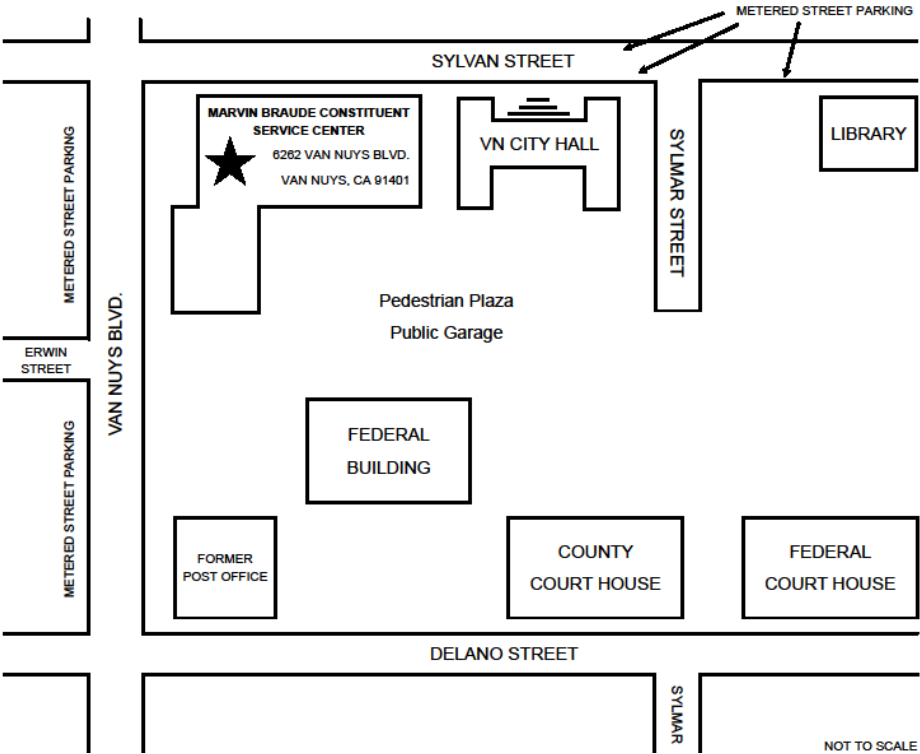 METERED STREET PARKING
SYLVAN STREET
MARVIN BRAUDE CONSTITUENT
SERVICE CENTER
6262 VAN NUYS BLVD.
VAN NUYS, CA 91401
VN CITY HALL
SYLMAR STREET
LIBRARY
METERED STREET PARKING
VAN NUYS BLVD.
Pedestrian Plaza
Public Garage
ERWIN
STREET
METERED STREET PARKING
FEDERAL
BUILDING
FORMER
POST OFFICE
COUNTY
COURT HOUSE
FEDERAL
COURT HOUSE
DELANO STREET
SYLMAR
NOT TO SCALE